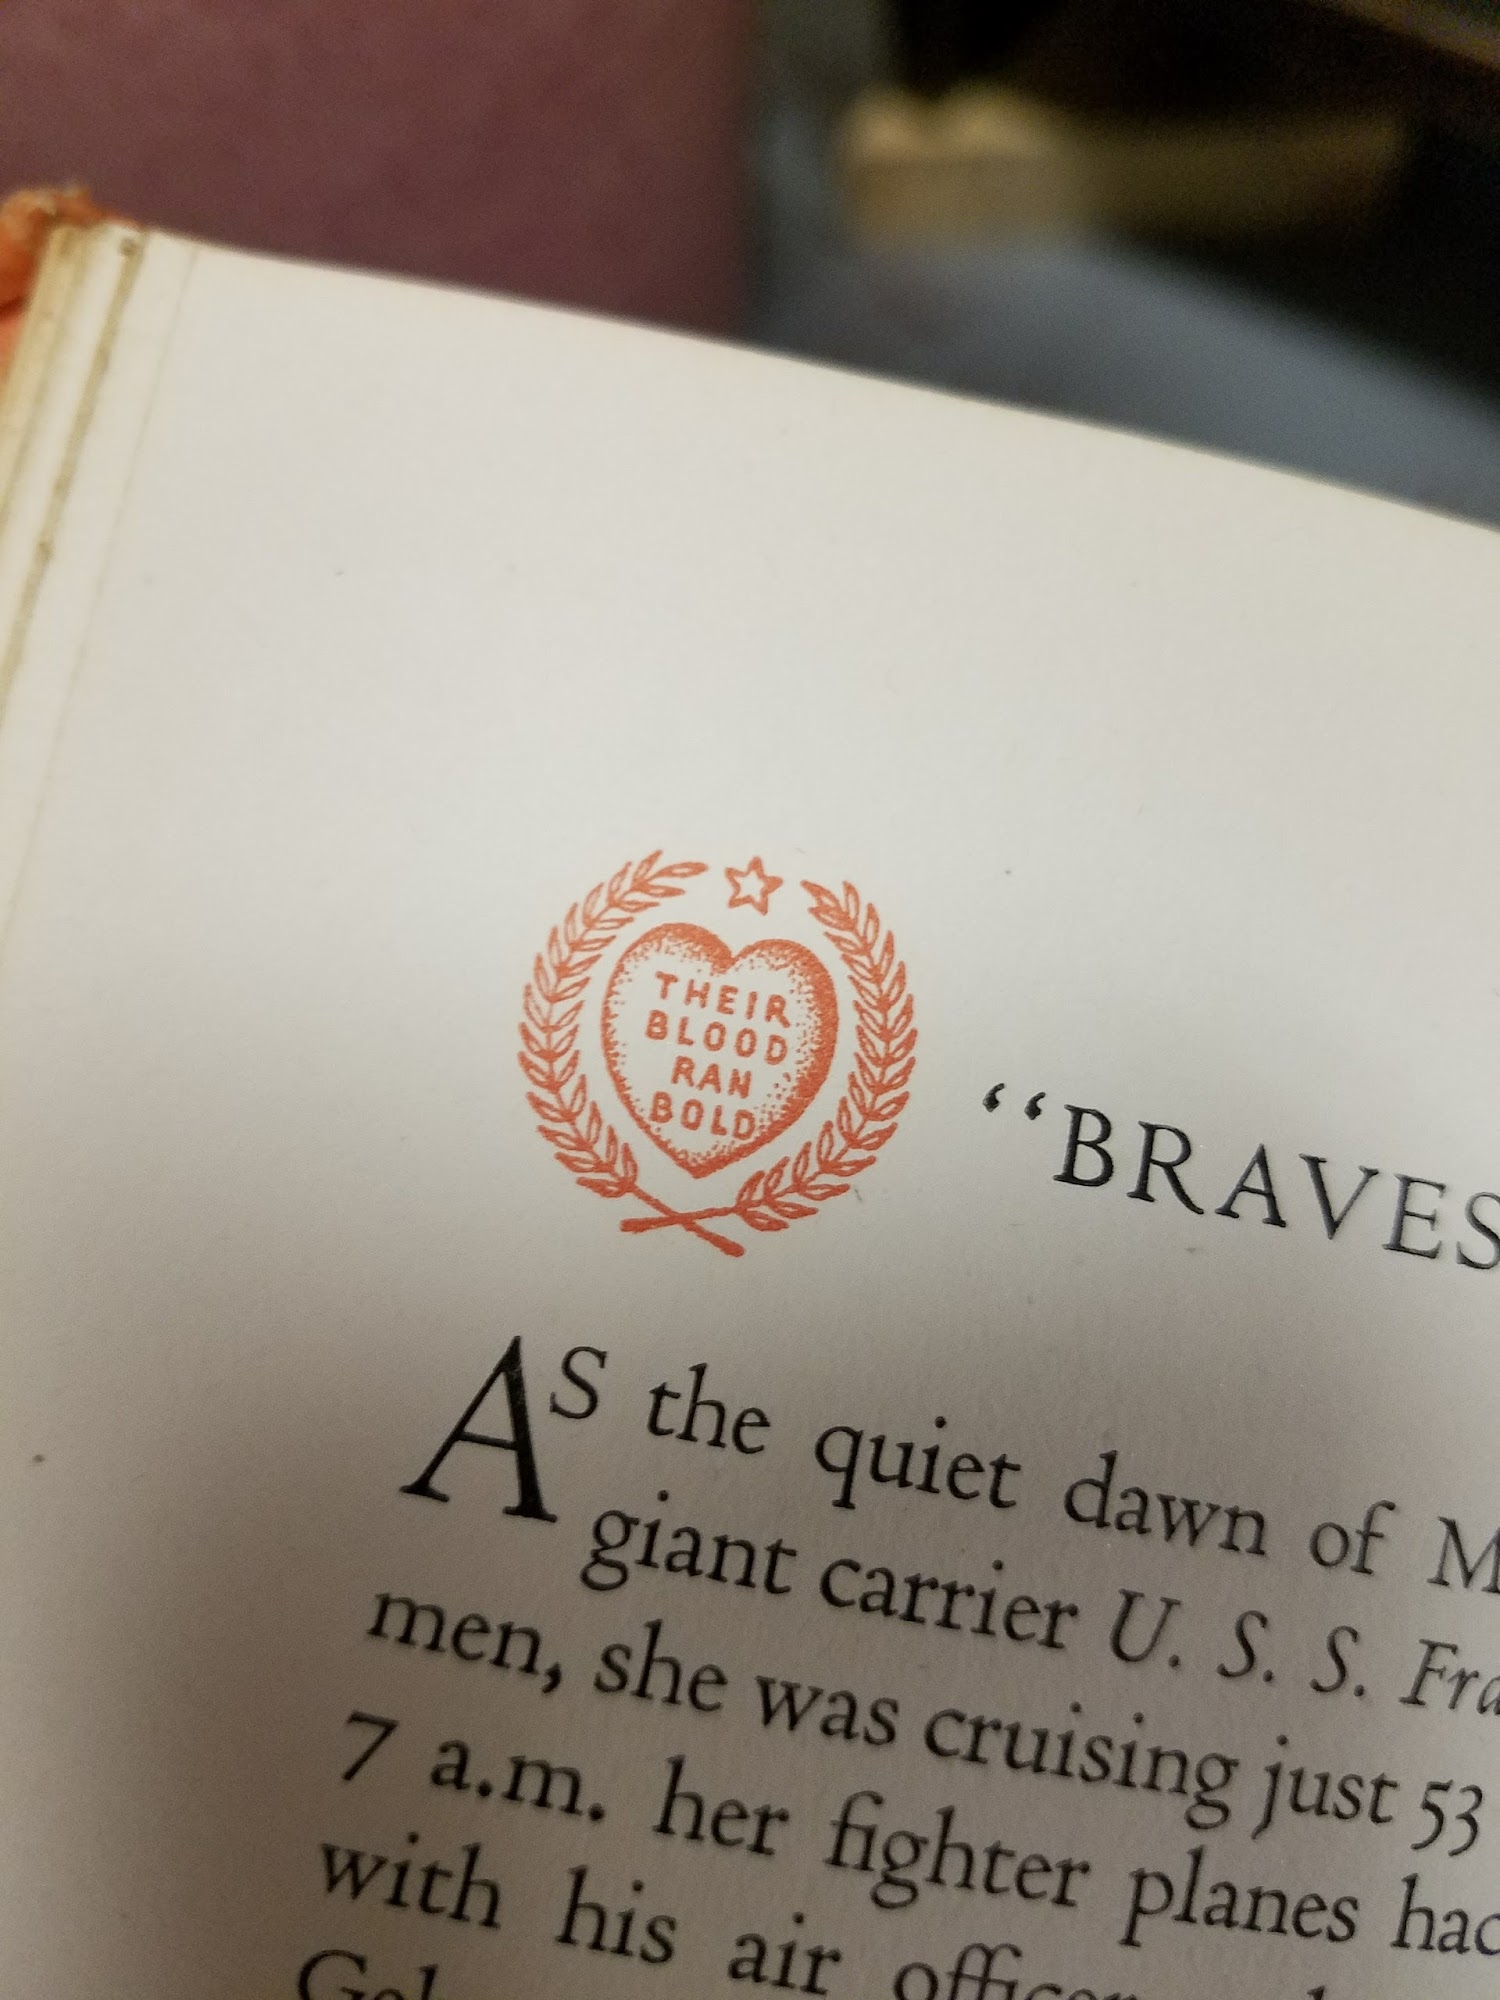 THEIR
BLOOD
RAN
BOLD
“BRAVES
As the quiet dawn of M
giant carrier U. S. S. Fra
men, she was cruising just 53
7 a.m. her fighter planes had
with his air officer